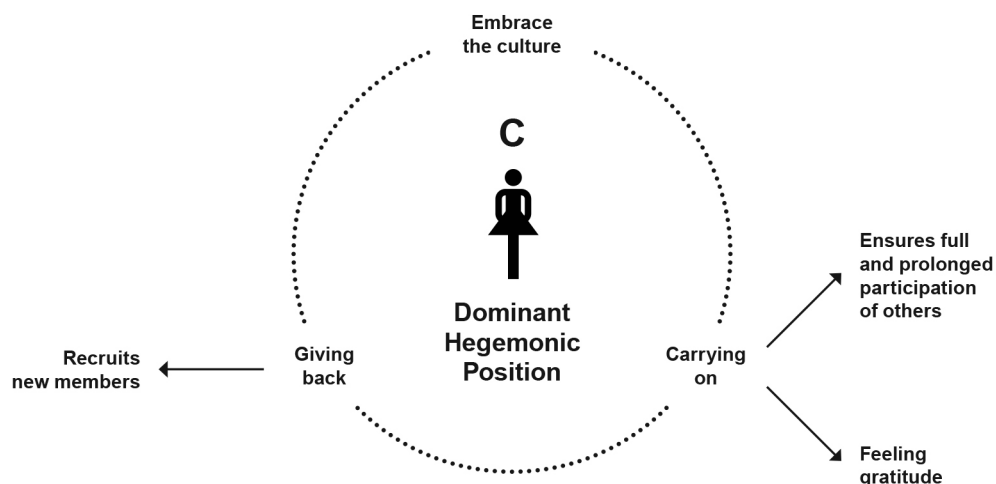 Embrace
the culture
C
Dominant
Hegemonic
Position
Giving
back
Recruits
new members
Carrying
on
Ensures full
and prolonged
participation
of others
Feeling
gratitude